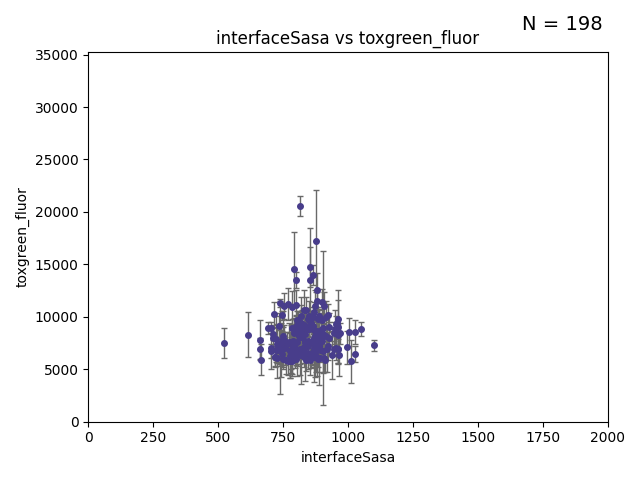 N = 198
interfaceSasa vs toxgreen_fluor
35000
30000
25000
20000
15000
10000
5000
0
toxgreen_fluor
0 250 500 750 1000 1250 1500 1750 2000
interfaceSasa